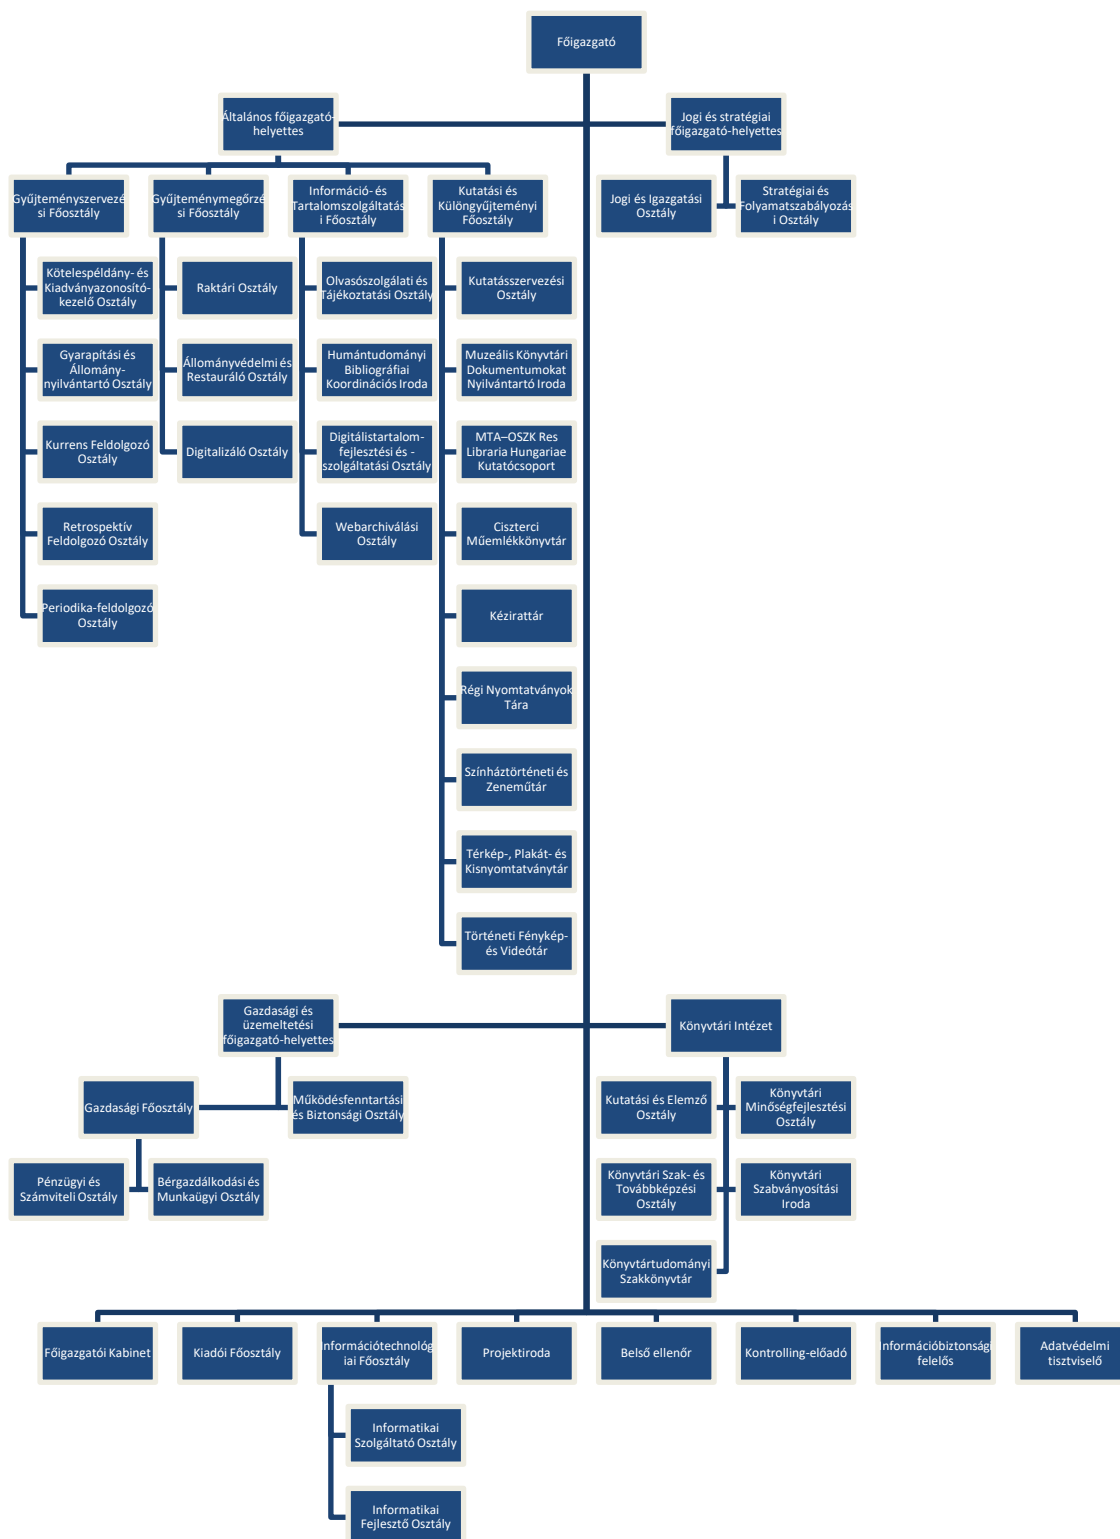 Főigazgató
Általános főigazgató-
helyettes
Jogi és stratégiai
főigazgató-helyettes
Gyűjteményszervezé
si Főosztály
Gyűjteménymegőrzé
si Főosztály
Információ- és
Tartalomszolgáltatás
i Főosztály
Kutatási és
Különgyűjteményi
Főosztály
Jogi és Igazgatási
Osztály
Stratégiai és
Folyamatszabályozás
i Osztály
Kötelespéldány- és
Kiadványazonosító-
kezelő Osztály
Raktári Osztály
Olvasószolgálati és
Tájékoztatási Osztály
Kutatásszervezési
Osztály
Gyarapítási és
Állomány-
nyilvántartó Osztály
Állományvédelmi és
Restauráló Osztály
Humántudományi
Bibliográfiai
Koordinációs Iroda
Muzeális Könyvtári
Dokumentumokat
Nyilvántartó Iroda
Kurrens Feldolgozó
Osztály
Digitalizáló Osztály
Digitálistartalom-
fejlesztési és -
szolgáltatási Osztály
MTA–OSZK Res
Libraria Hungariae
Kutatócsoport
Retrospektív
Feldolgozó Osztály
Webarchiválási
Osztály
Ciszterci
Műemlékkönyvtár
Periodika-feldolgozó
Osztály
Kézirattár
Régi Nyomtatványok
Tára
Színháztörténeti és
Zeneműtár
Térkép-, Plakát- és
Kisnyomtatványtár
Történeti Fénykép-
és Videótár
Gazdasági és
üzemeltetési
főigazgató-helyettes
Könyvtári Intézet
Gazdasági Főosztály
Működésfenntartási
és Biztonsági Osztály
Kutatási és Elemző
Osztály
Könyvtári
Minőségfejlesztési
Osztály
Pénzügyi és
Számviteli Osztály
Bérgazdálkodási és
Munkaügyi Osztály
Könyvtári Szak- és
Továbbképzési
Osztály
Könyvtári
Szabványosítási
Iroda
Könyvtártudományi
Szakkönyvtár
Főigazgatói Kabinet
Kiadói Főosztály
Információtechnológ
iai Főosztály
Projektiroda
Belső ellenőr
Kontrolling-előadó
Információbiztonsági
felelős
Adatvédelmi
tisztviselő
Informatikai
Szolgáltató Osztály
Informatikai
Fejlesztő Osztály